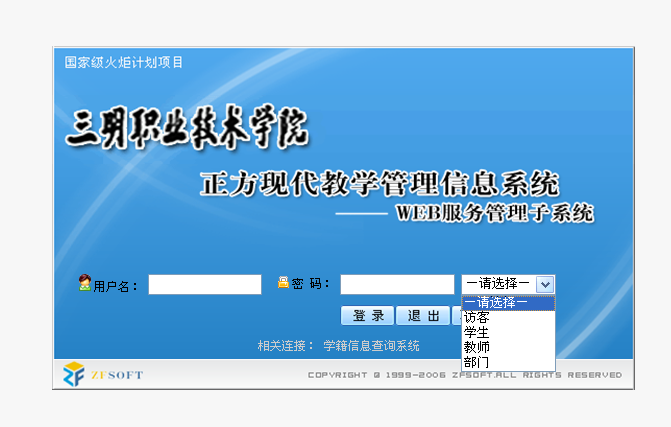 国家级火炬计划项目
三明职业技术学院
正方现代教学管理信息系统
—— WEB服务管理子系统
用户名： 密 码： 一请选择一
一请选择一
登 录 退 出
访客
学生
教师
部门
相关连接： 学籍信息查询系统
ZFSOFT COPYRIGHT @ 1999-2006 ZFSOFT.ALL RIGHTS RESERVED